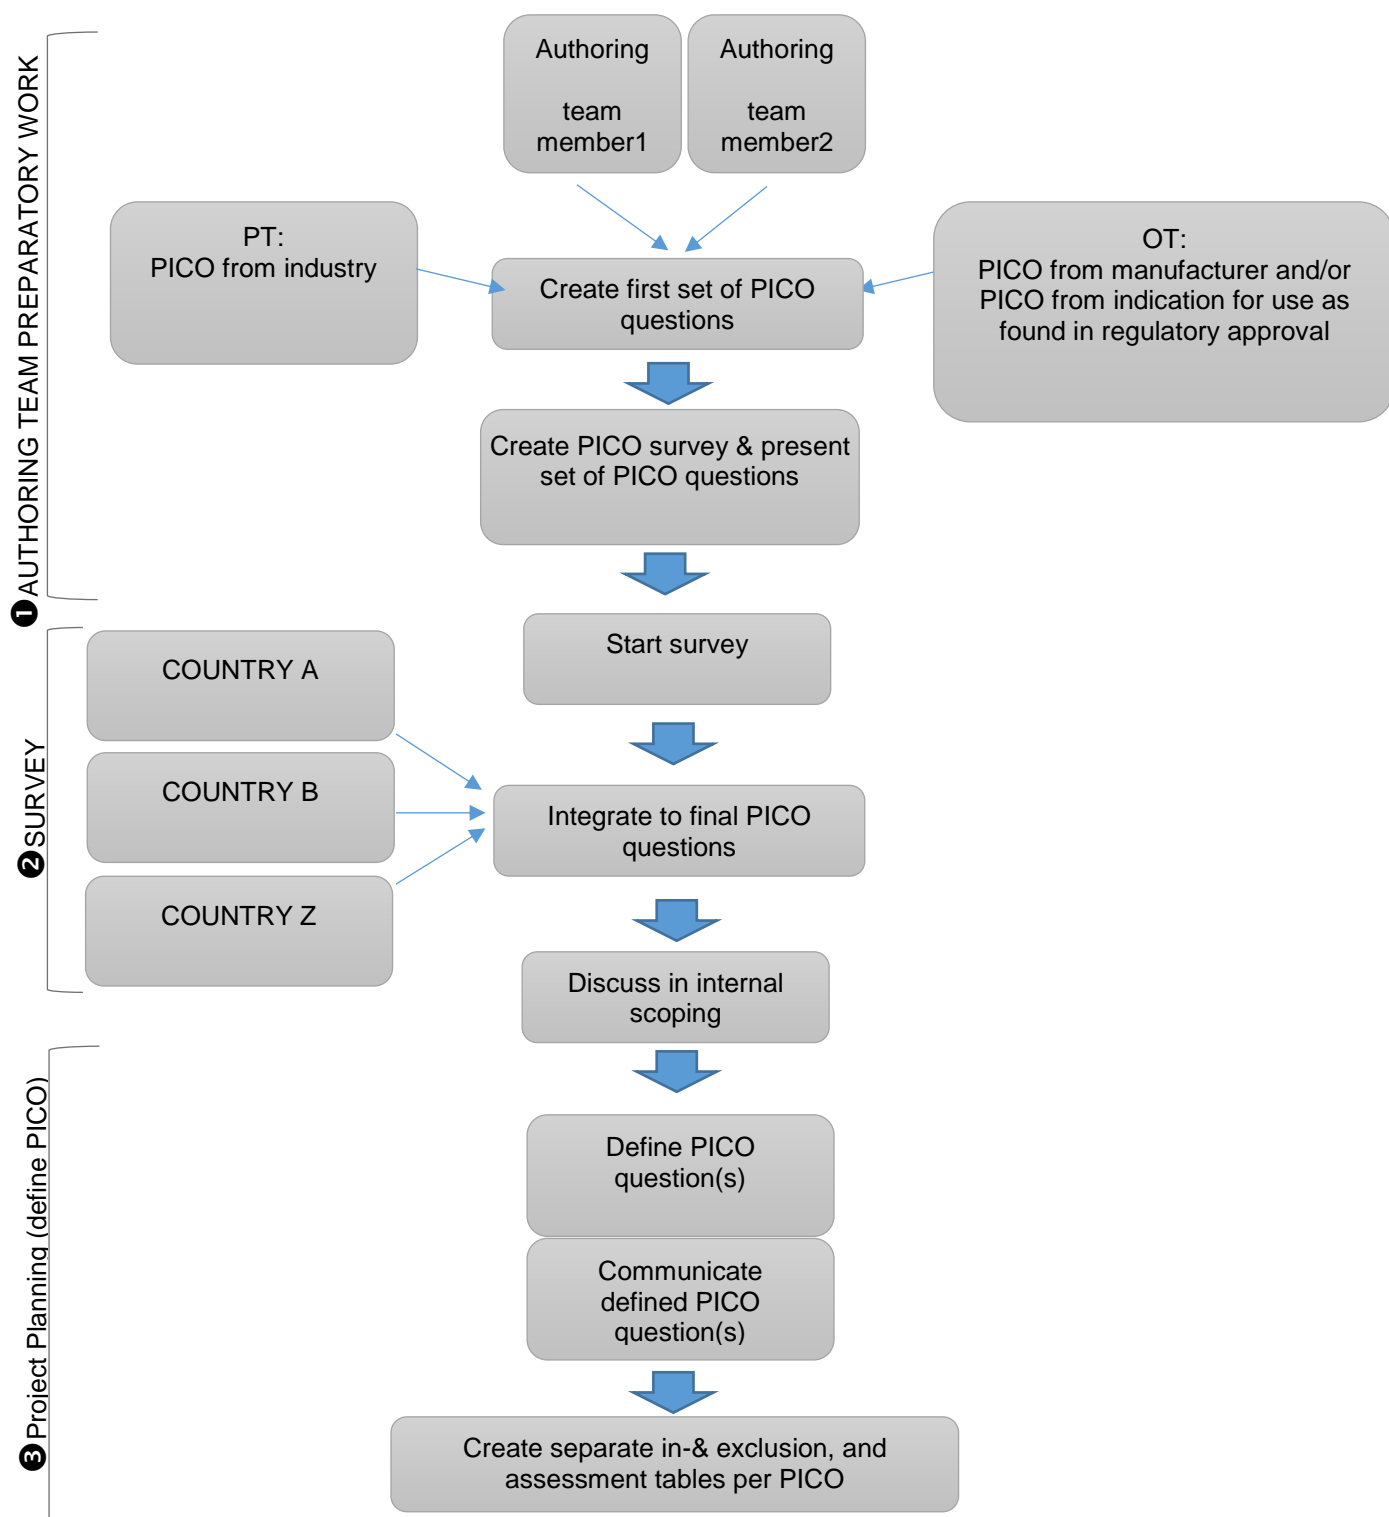 ❶AUTHORING TEAM PREPARATORY WORK
Authoring
team
member1
Authoring
team
member2
PT:
PICO from industry
OT:
PICO from manufacturer and/or
PICO from indication for use as
found in regulatory approval
Create first set of PICO
questions
Create PICO survey & present
set of PICO questions
❷SURVEY
Start survey
COUNTRY A
COUNTRY B
COUNTRY Z
Integrate to final PICO
questions
Discuss in internal
scoping
❸Project Planning (define PICO)
Define PICO
question(s)
Communicate
defined PICO
question(s)
Create separate in-& exclusion, and
assessment tables per PICO